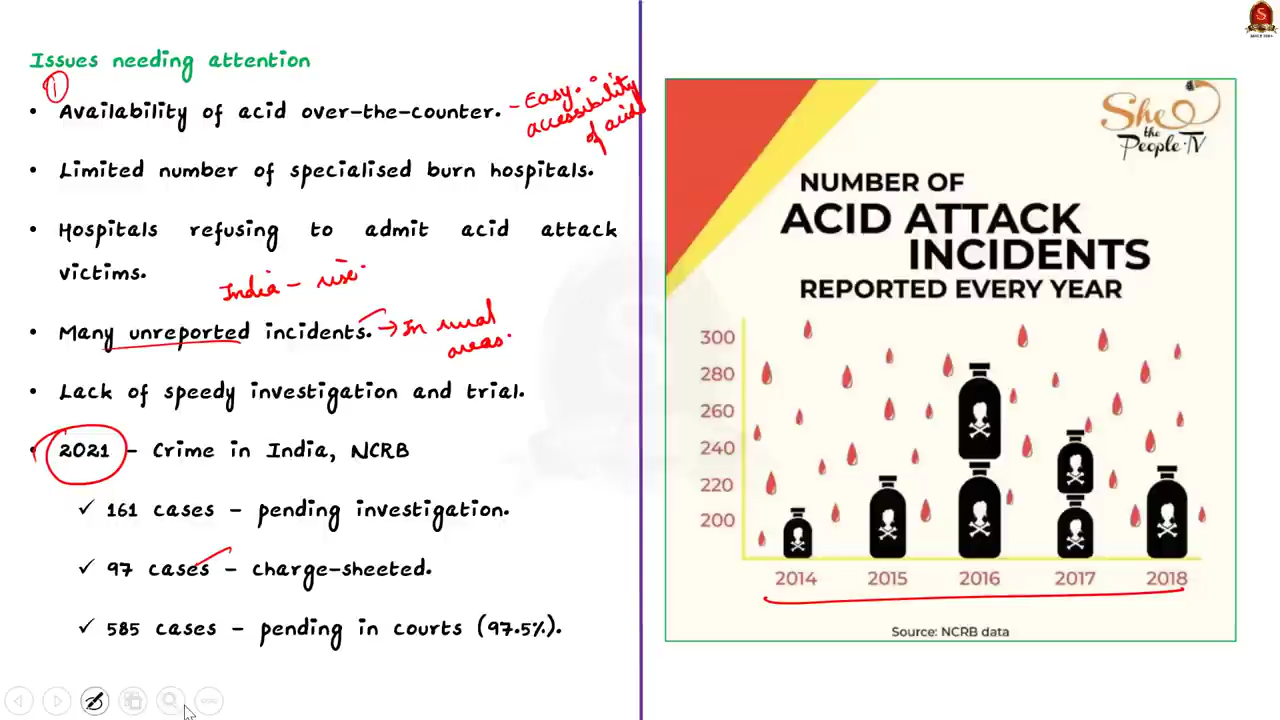 Issues needing attention
①
• Availability of acid over-the-counter. - Easy accessibility of acids
• Limited number of specialised burn hospitals.
• Hospitals refusing to admit acid attack
victims.
India - rise
• Many unreported incidents. → In rural areas.
• Lack of speedy investigation and trial.
• 2021 - Crime in India, NCRB
✓ 161 cases - pending investigation.
✓ 97 cases - charge-sheeted.
✓ 585 cases - pending in courts (97.5%).
She
the
People.TV
NUMBER OF
ACID ATTACK
INCIDENTS
REPORTED EVERY YEAR
300
280
260
240
220
200
2014 2015 2016 2017 2018
Source: NCRB data